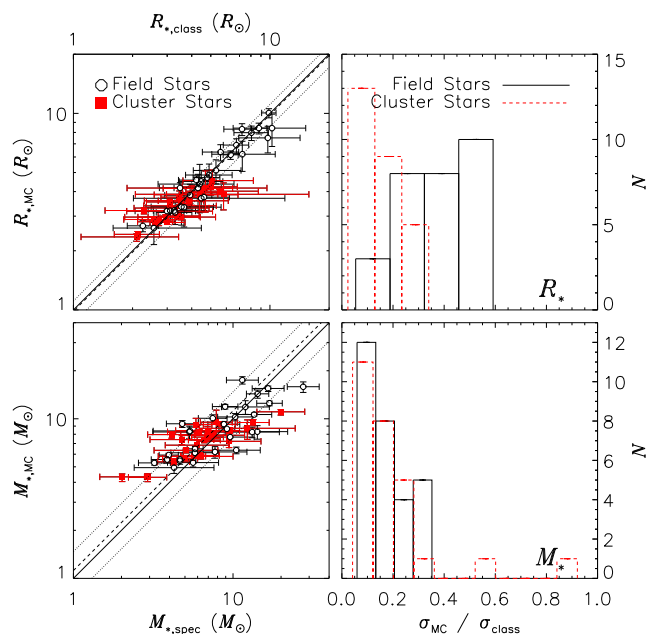 R*,class (R☉)
1 10
Field Stars
Cluster Stars
R*,MC (R☉)
10
1
Field Stars
Cluster Stars
15
10
5
0
N
R*
M*,MC (M☉)
10
1
1 10
M*,spec (M☉)
12
10
8
6
4
2
0
N
M*
0.0 0.2 0.4 0.6 0.8 1.0
σMC / σclass